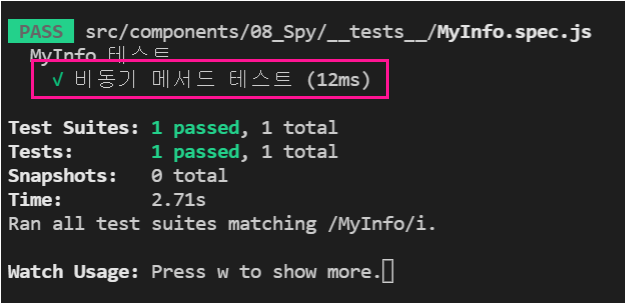 PASS src/components/08_Spy/__tests__/MyInfo.spec.js
MyInfo 테스트
√ 비동기 메서드 테스트 (12ms)
Test Suites: 1 passed, 1 total
Tests: 1 passed, 1 total
Snapshots: 0 total
Time: 2.71s
Ran all test suites matching /MyInfo/i.
Watch Usage: Press w to show more.